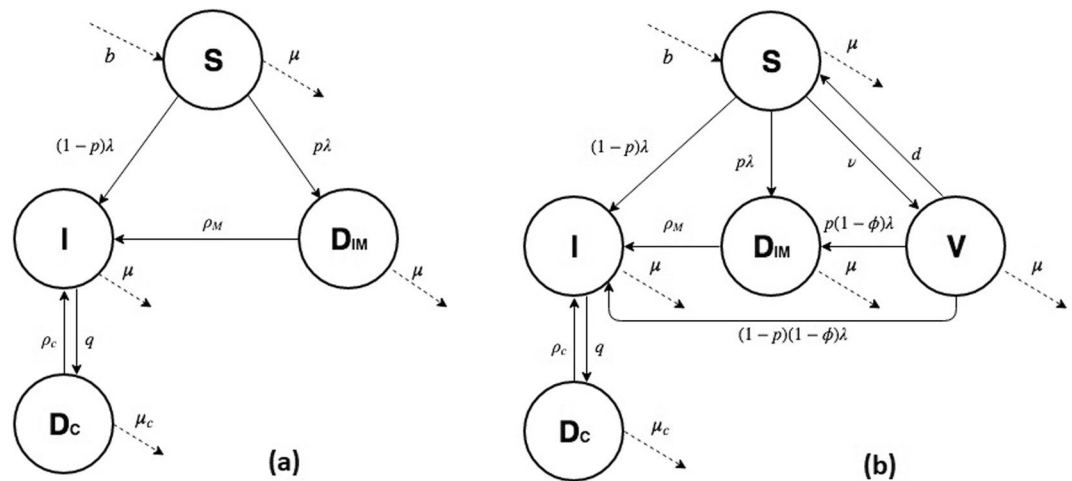 b
S
μ
(1 − p)λ
pλ
I
ρM
DIM
μ
μ
ρc
q
DC
μc
(a)
b
S
μ
(1 − p)λ
pλ
ν
d
I
ρM
DIM
p(1 − ϕ)λ
V
μ
μ
μ
(1 − p)(1 − ϕ)λ
ρc
q
DC
μc
(b)